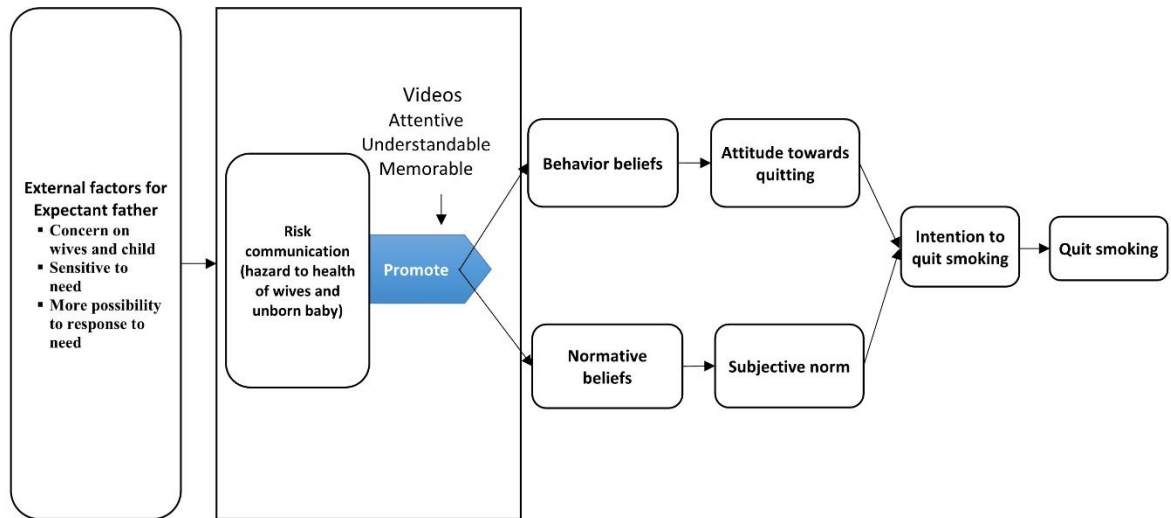 External factors for
Expectant father
▪ Concern on
wives and child
▪ Sensitive to
need
▪ More possibility
to response to
need
Risk
communication
(hazard to health
of wives and
unborn baby)
Videos
Attentive
Understandable
Memorable
Promote
Behavior beliefs
Attitude towards
quitting
Normative
beliefs
Subjective norm
Intention to
quit smoking
Quit smoking